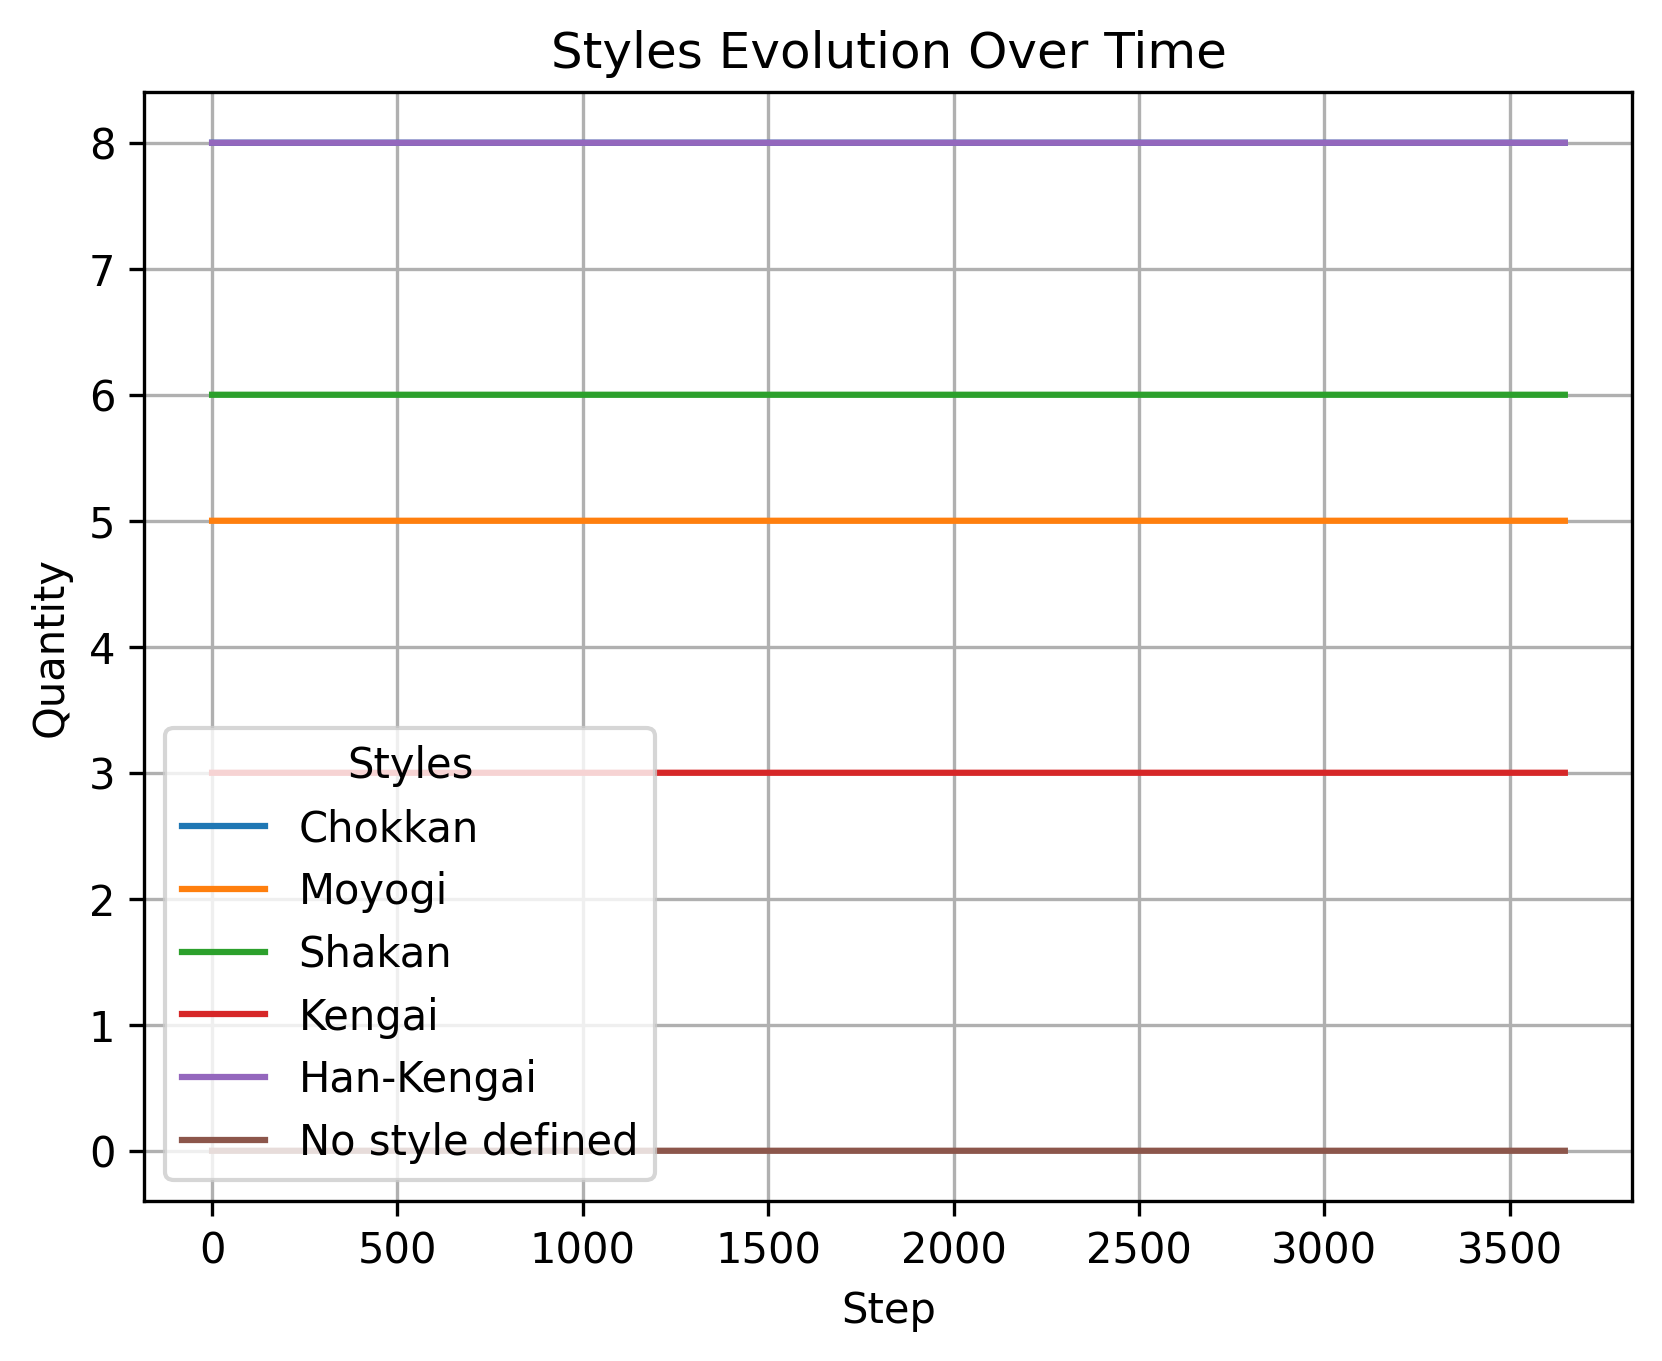 Styles Evolution Over Time
8
7
6
5
4
3
2
1
0
Quantity
Styles
Chokkan
Moyogi
Shakan
Kengai
Han-Kengai
No style defined
0 500 1000 1500 2000 2500 3000 3500
Step